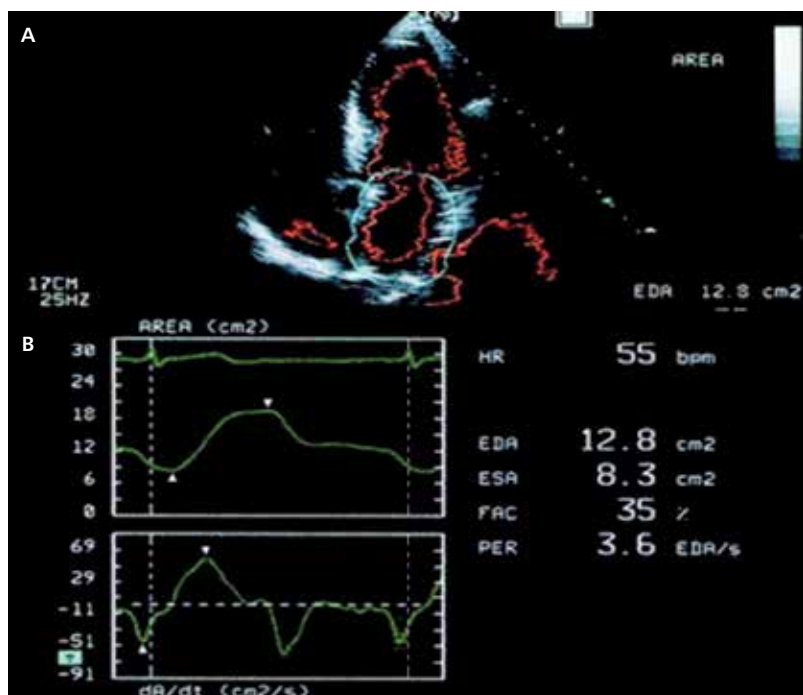 A
AREA
17CM
25HZ
EDA 12.8 cm2
B
AREA (cm2)
30
24
18
12
6
0
HR 55 bpm
EDA 12.8 cm2
ESA 8.3 cm2
FAC 35 %
PER 3.6 EDA/s
69
29
-11
-51
-91
dA/dt (cm2/s)